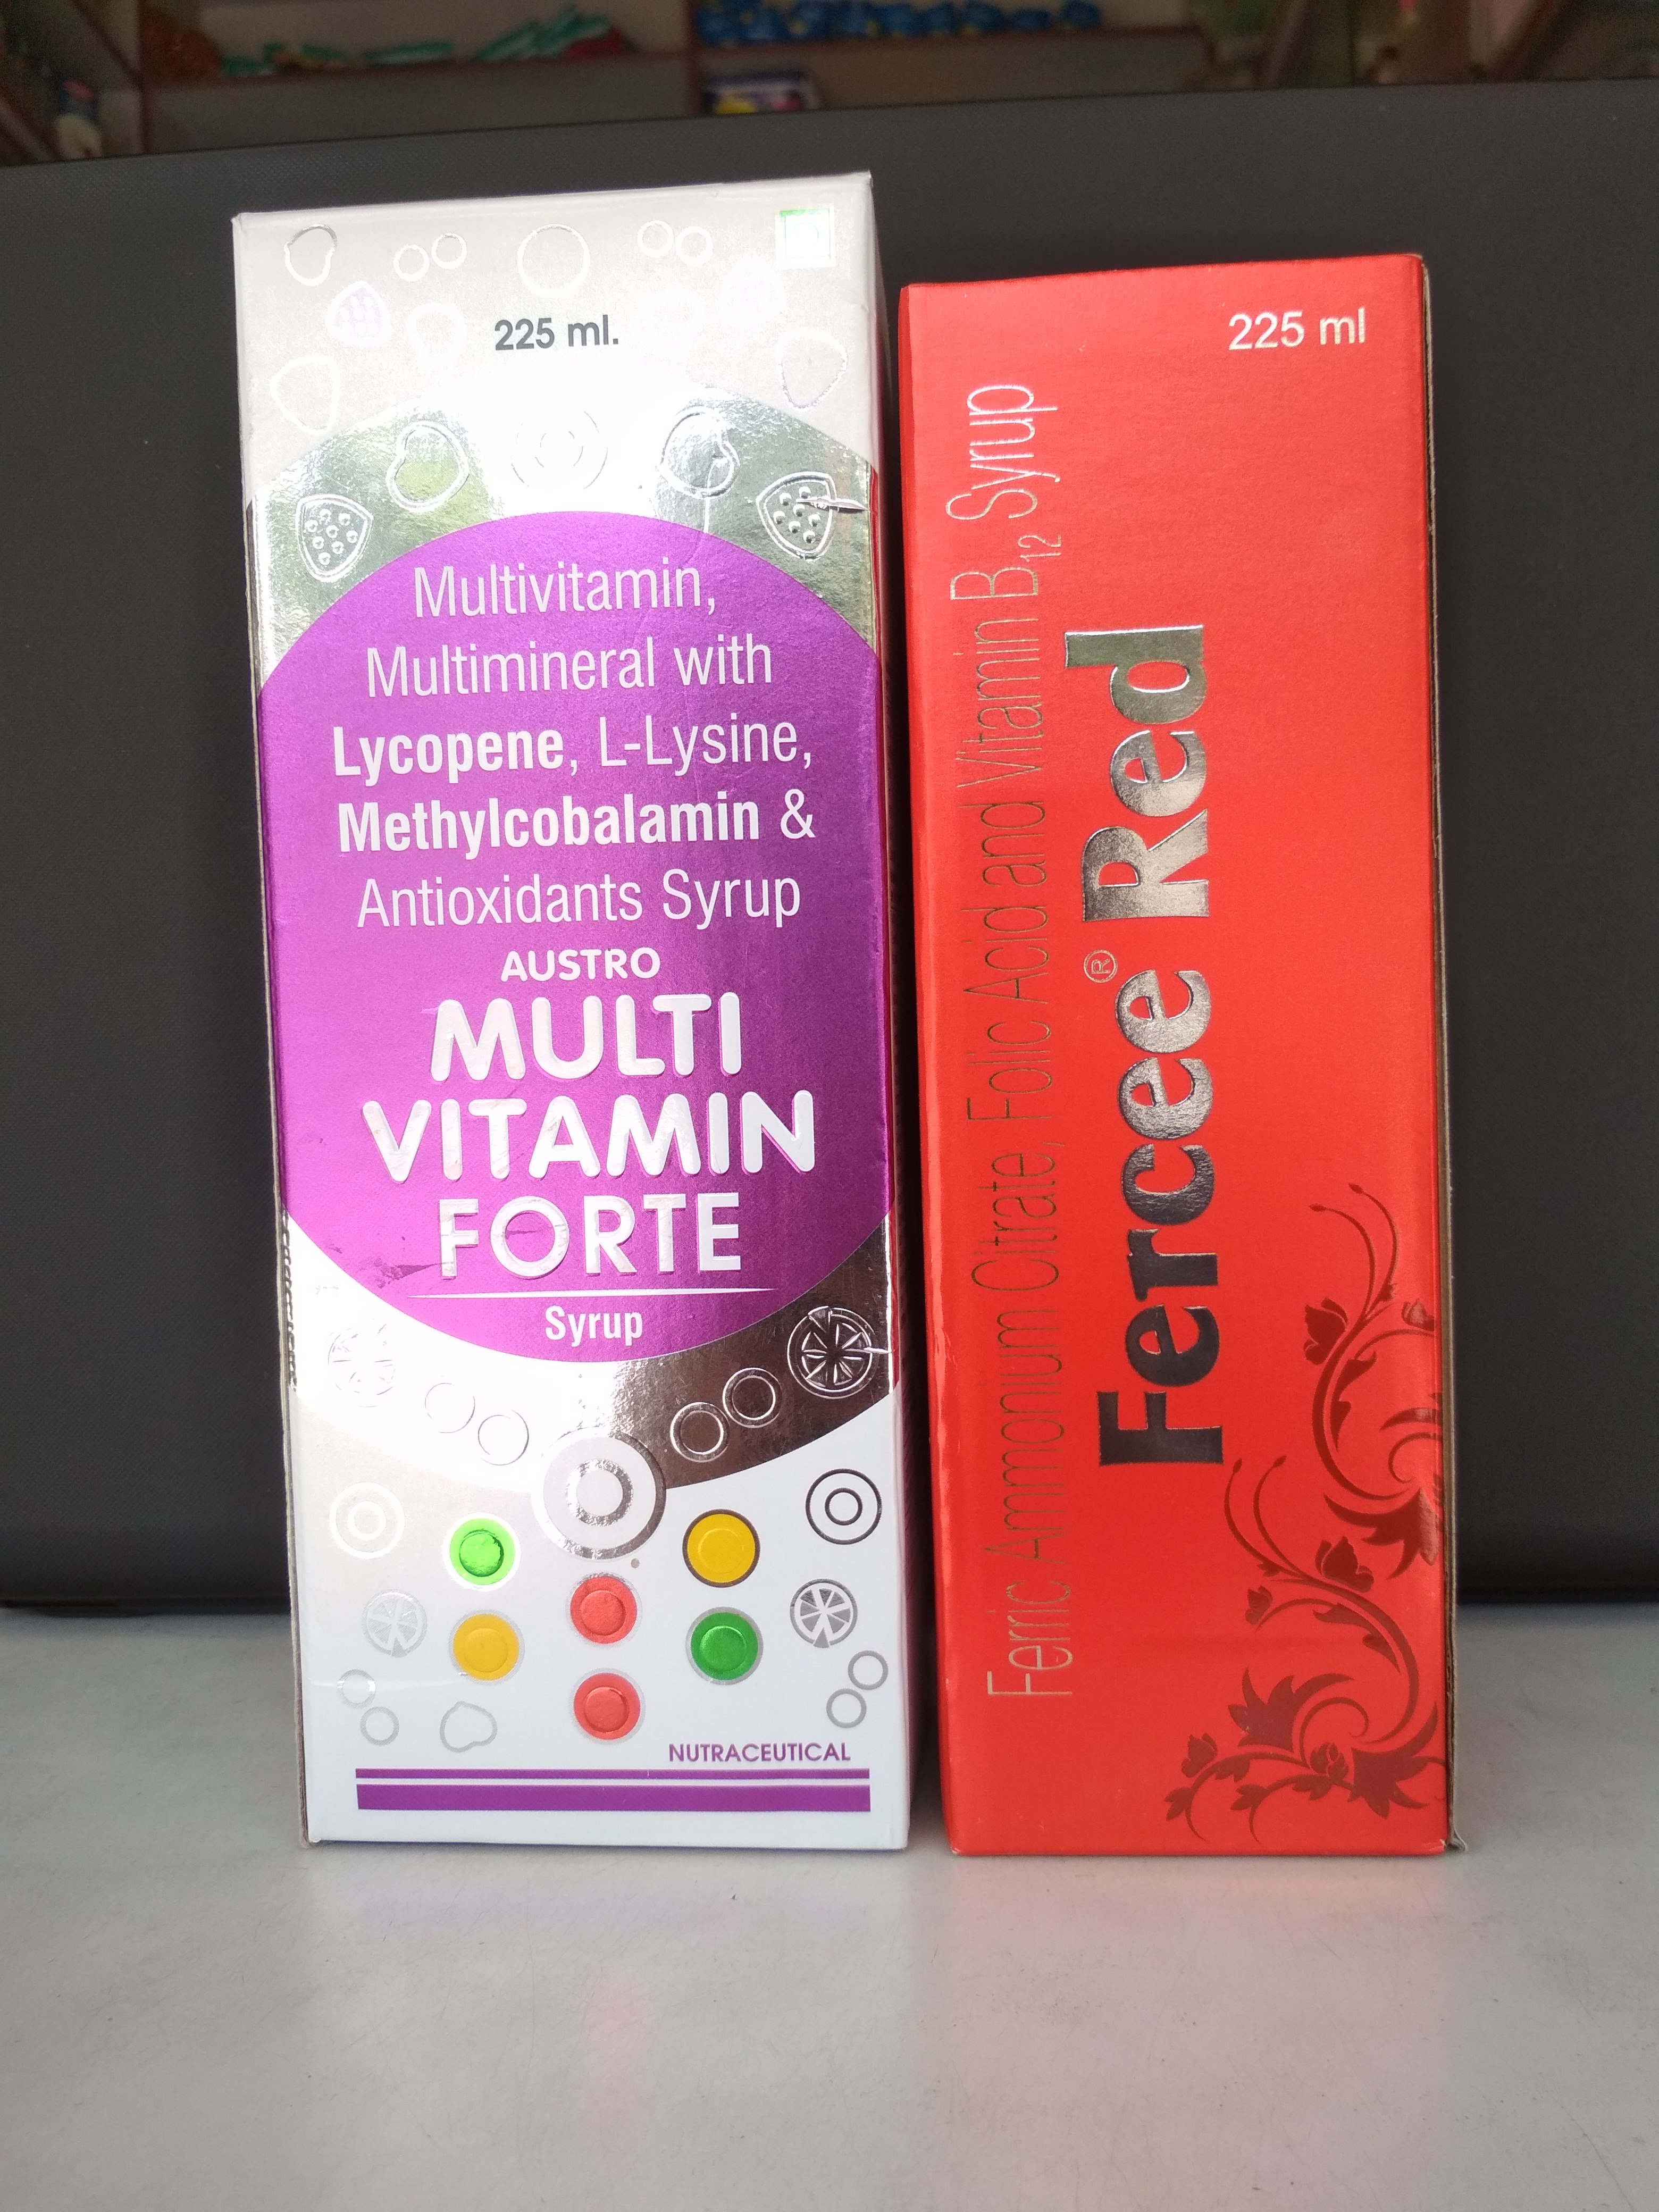 225 ml.
Multivitamin,
Multimineral with
Lycopene, L-Lysine,
Methylcobalamin &
Antioxidants Syrup
AUSTRO
MULTI
VITAMIN
FORTE
Syrup
NUTRACEUTICAL
225 ml
Ferric Ammonium Citrate, Folic Acid and Vitamin B12 Syrup
Fercee® Red